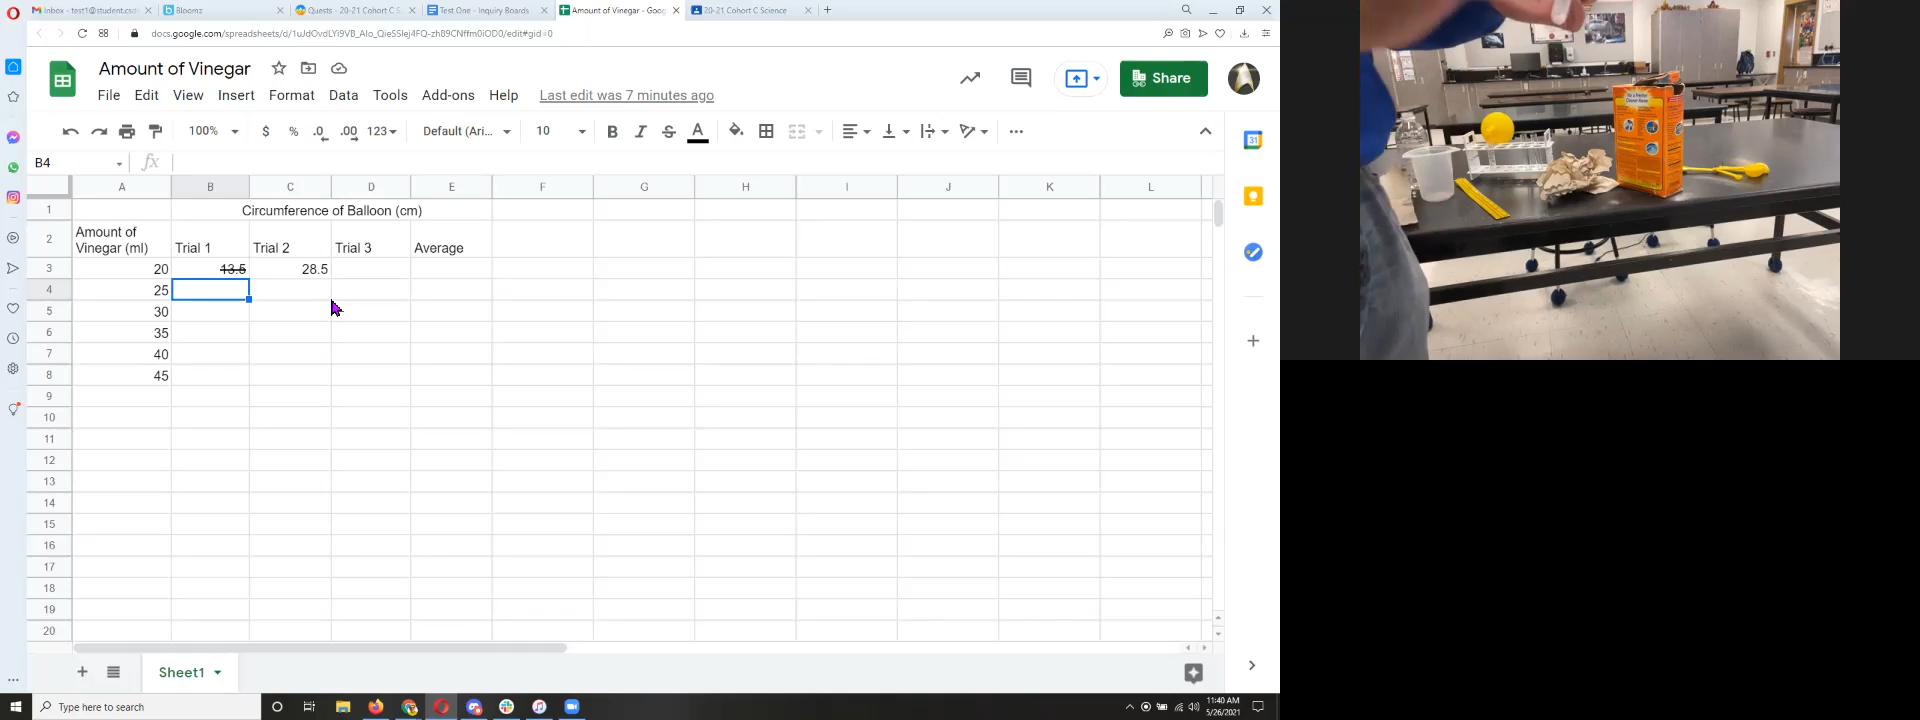 Inbox - test1@student.csd
Bloomz
Quests - 20-21 Cohort C S
Test One - Inquiry Boards
Amount of Vinegar - Goog
20-21 Cohort C Science
docs.google.com/spreadsheets/d/1uJdOvdLYi9VB_Alo_QieSSlej4FQ-zhB9CNffm0iOD0/edit#gid=0
Amount of Vinegar
Share
File Edit View Insert Format Data Tools Add-ons Help Last edit was 7 minutes ago
100% $ % .0 .00 123 Default (Ari... 10 B I S A
B4 fx
31
A B C D E F G H I J K L
1 Circumference of Balloon (cm)
2 Amount of Vinegar (ml) Trial 1 Trial 2 Trial 3 Average
3 20 13.5 28.5
4 25
5 30
6 35
7 40
8 45
9
10
11
12
13
14
15
16
17
18
19
20
Sheet1
Type here to search
11:40 AM
5/26/2021